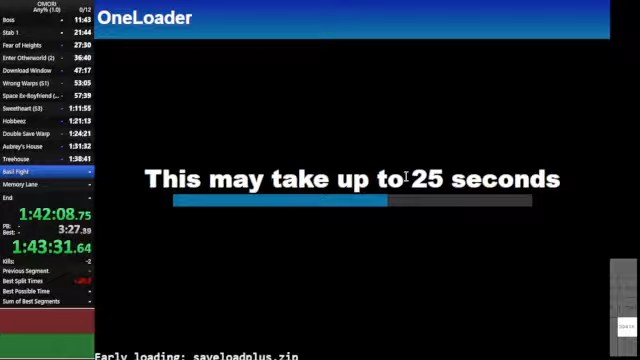 OMORI
Any% (1.0) 0/12
Boss 11:43
Stab 1 21:44
Fear of Heights 27:30
Enter Otherworld (2) 36:40
Download Window 47:17
Wrong Warps (S1) 53:05
Space Ex-Boyfriend (... 57:39
Sweetheart (S3) 1:11:55
Hobbeez 1:21:13
Double Save Warp 1:24:21
Aubrey's House 1:31:32
Treehouse 1:38:41
Basil Fight -
Memory Lane -
End -
1:42:08.75
PB: -
Best: 3:27.39
1:43:31.64
Kills: -2
Previous Segment -
Best Split Times
Best Possible Time -
Sum of Best Segments -
OneLoader
This may take up to 25 seconds
Early loading: saveloadplus.zip